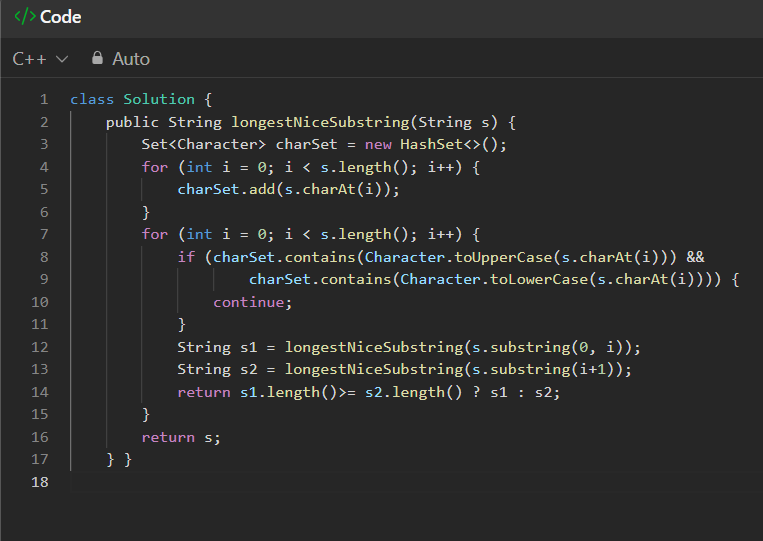 </> Code
C++ Auto
1 class Solution {
2 public String longestNiceSubstring(String s) {
3 Set<Character> charSet = new HashSet<>();
4 for (int i = 0; i < s.length(); i++) {
5 charSet.add(s.charAt(i));
6 }
7 for (int i = 0; i < s.length(); i++) {
8 if (charSet.contains(Character.toUpperCase(s.charAt(i))) &&
9 charSet.contains(Character.toLowerCase(s.charAt(i)))) {
10 continue;
11 }
12 String s1 = longestNiceSubstring(s.substring(0, i));
13 String s2 = longestNiceSubstring(s.substring(i+1));
14 return s1.length()>= s2.length() ? s1 : s2;
15 }
16 return s;
17 } }
18